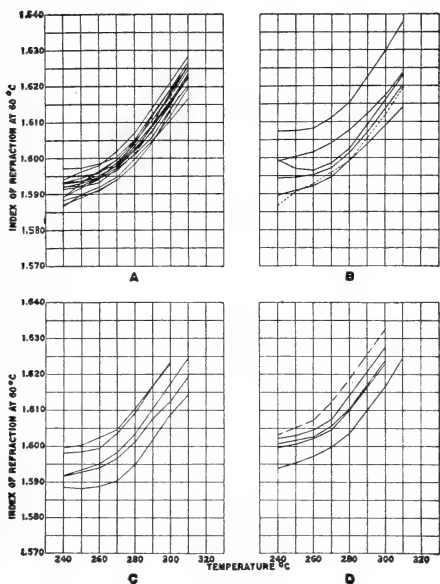 1.640
1.630
1.620
1.610
1.600
1.590
1.580
1.570
INDEX OF REFRACTION AT 60 °C
A
B
1.640
1.630
1.620
1.610
1.600
1.590
1.580
1.570
INDEX OF REFRACTION AT 60°C
240 260 280 300 320
240 260 280 300 320
TEMPERATURE °C
C
D